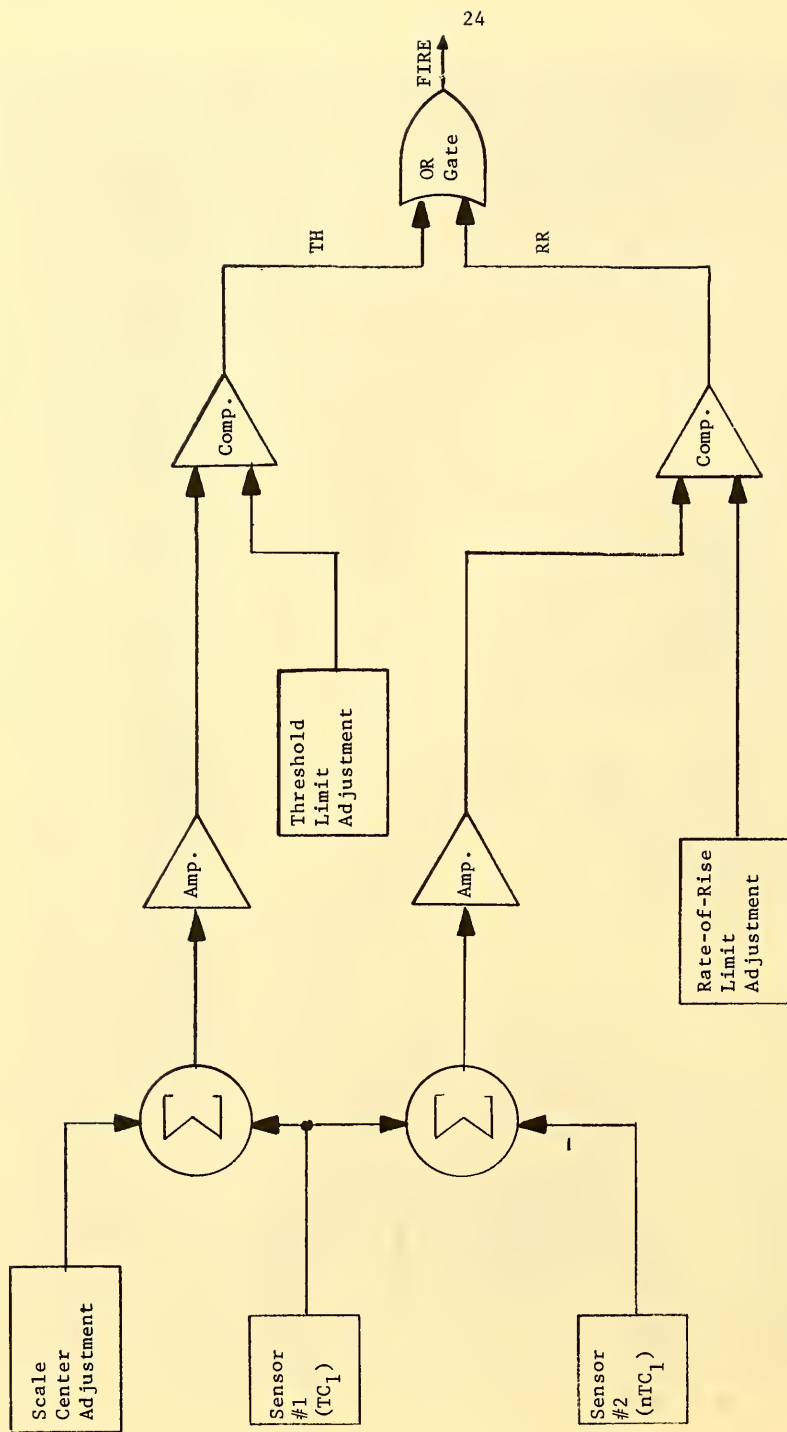 24
Scale
Center
Adjustment
Sensor
#1
(TC1)
Sensor
#2
(nTC1)
Σ
Σ
-
Amp.
Amp.
Threshold
Limit
Adjustment
Rate-of-Rise
Limit
Adjustment
Comp.
Comp.
TH
RR
OR
Gate
FIRE